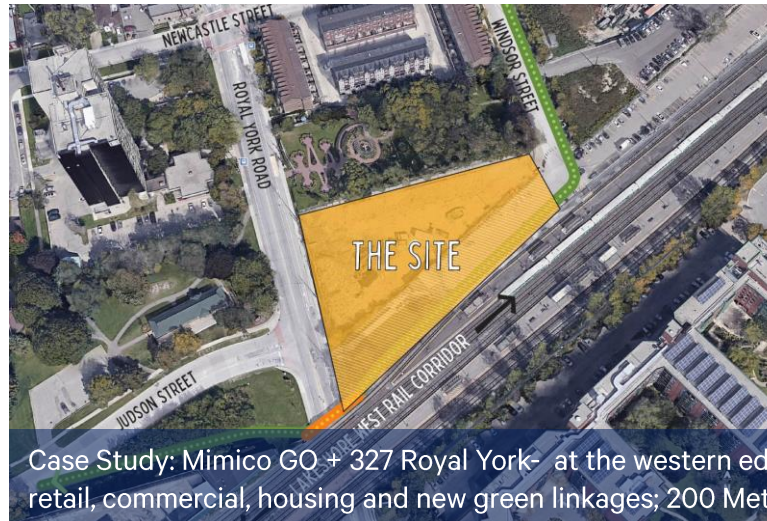 NEWCASTLE STREET
WINDSOR STREET
ROYAL YORK ROAD
THE SITE
WEST RAIL CORRIDOR
JUDSON STREET
Case Study: Mimico GO + 327 Royal York- at the western ed
retail, commercial, housing and new green linkages; 200 Met